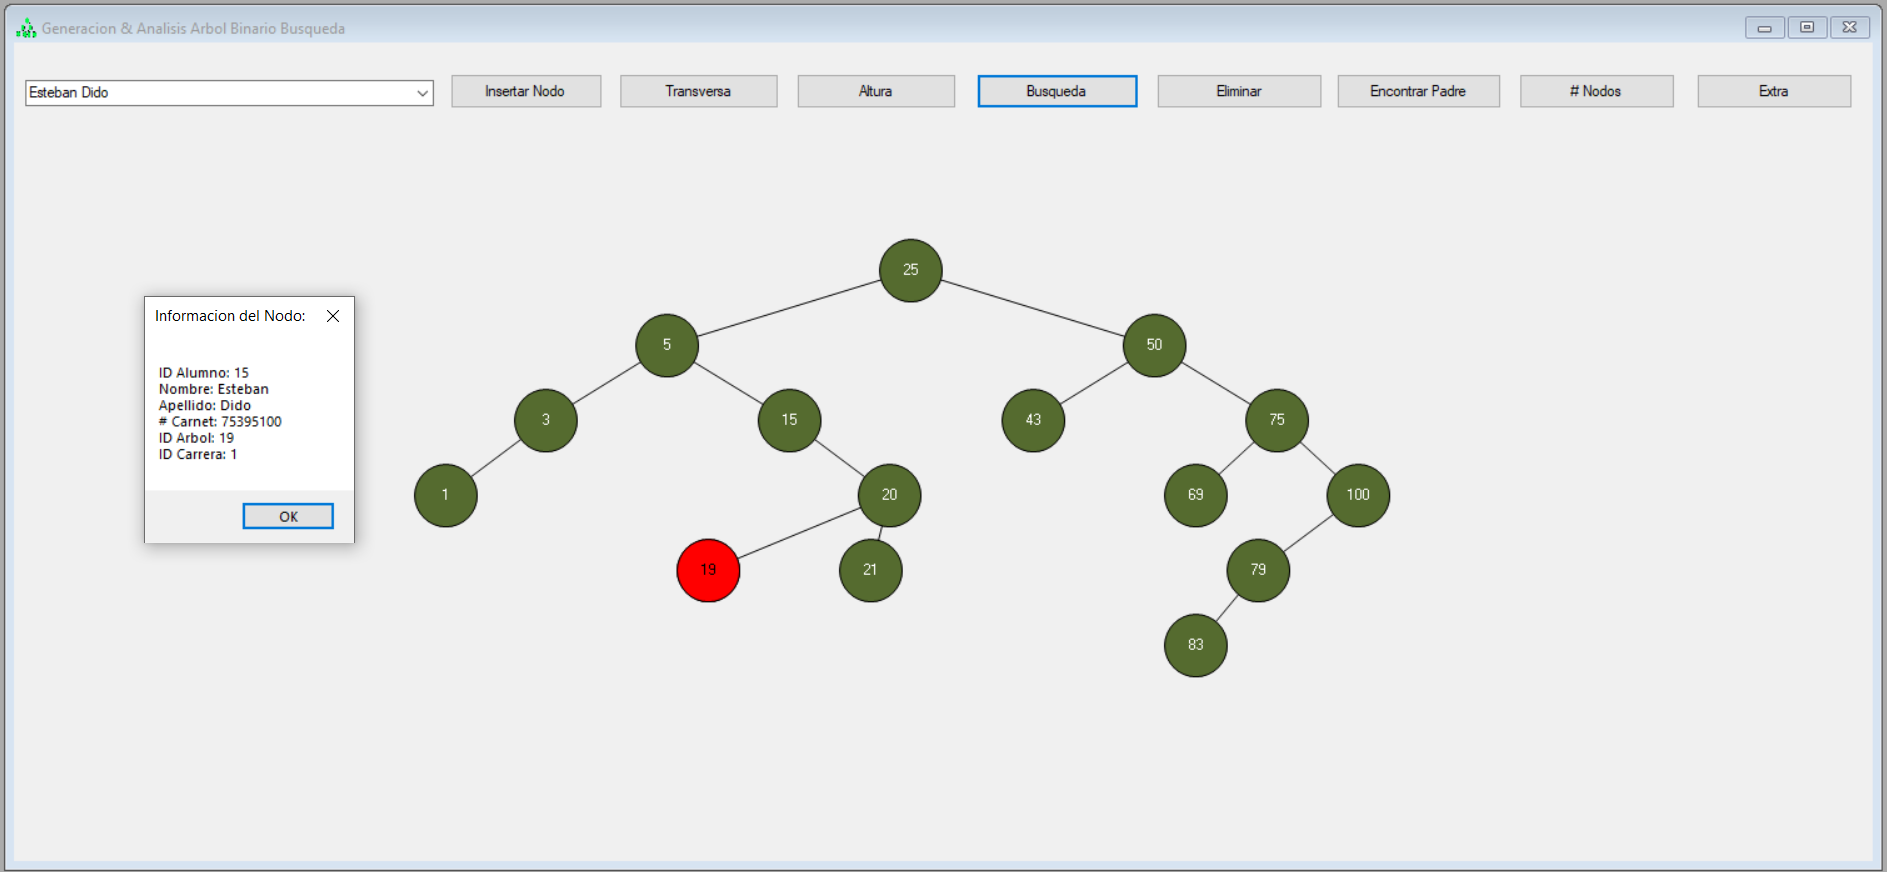 Generacion & Analisis Arbol Binario Busqueda
Esteban Dido
Insertar Nodo
Transversa
Altura
Busqueda
Eliminar
Encontrar Padre
# Nodos
Extra
Informacion del Nodo:
ID Alumno: 15
Nombre: Esteban
Apellido: Dido
# Carnet: 75395100
ID Arbol: 19
ID Carrera: 1
OK
25
5
50
3
15
43
75
1
20
69
100
19
21
79
83